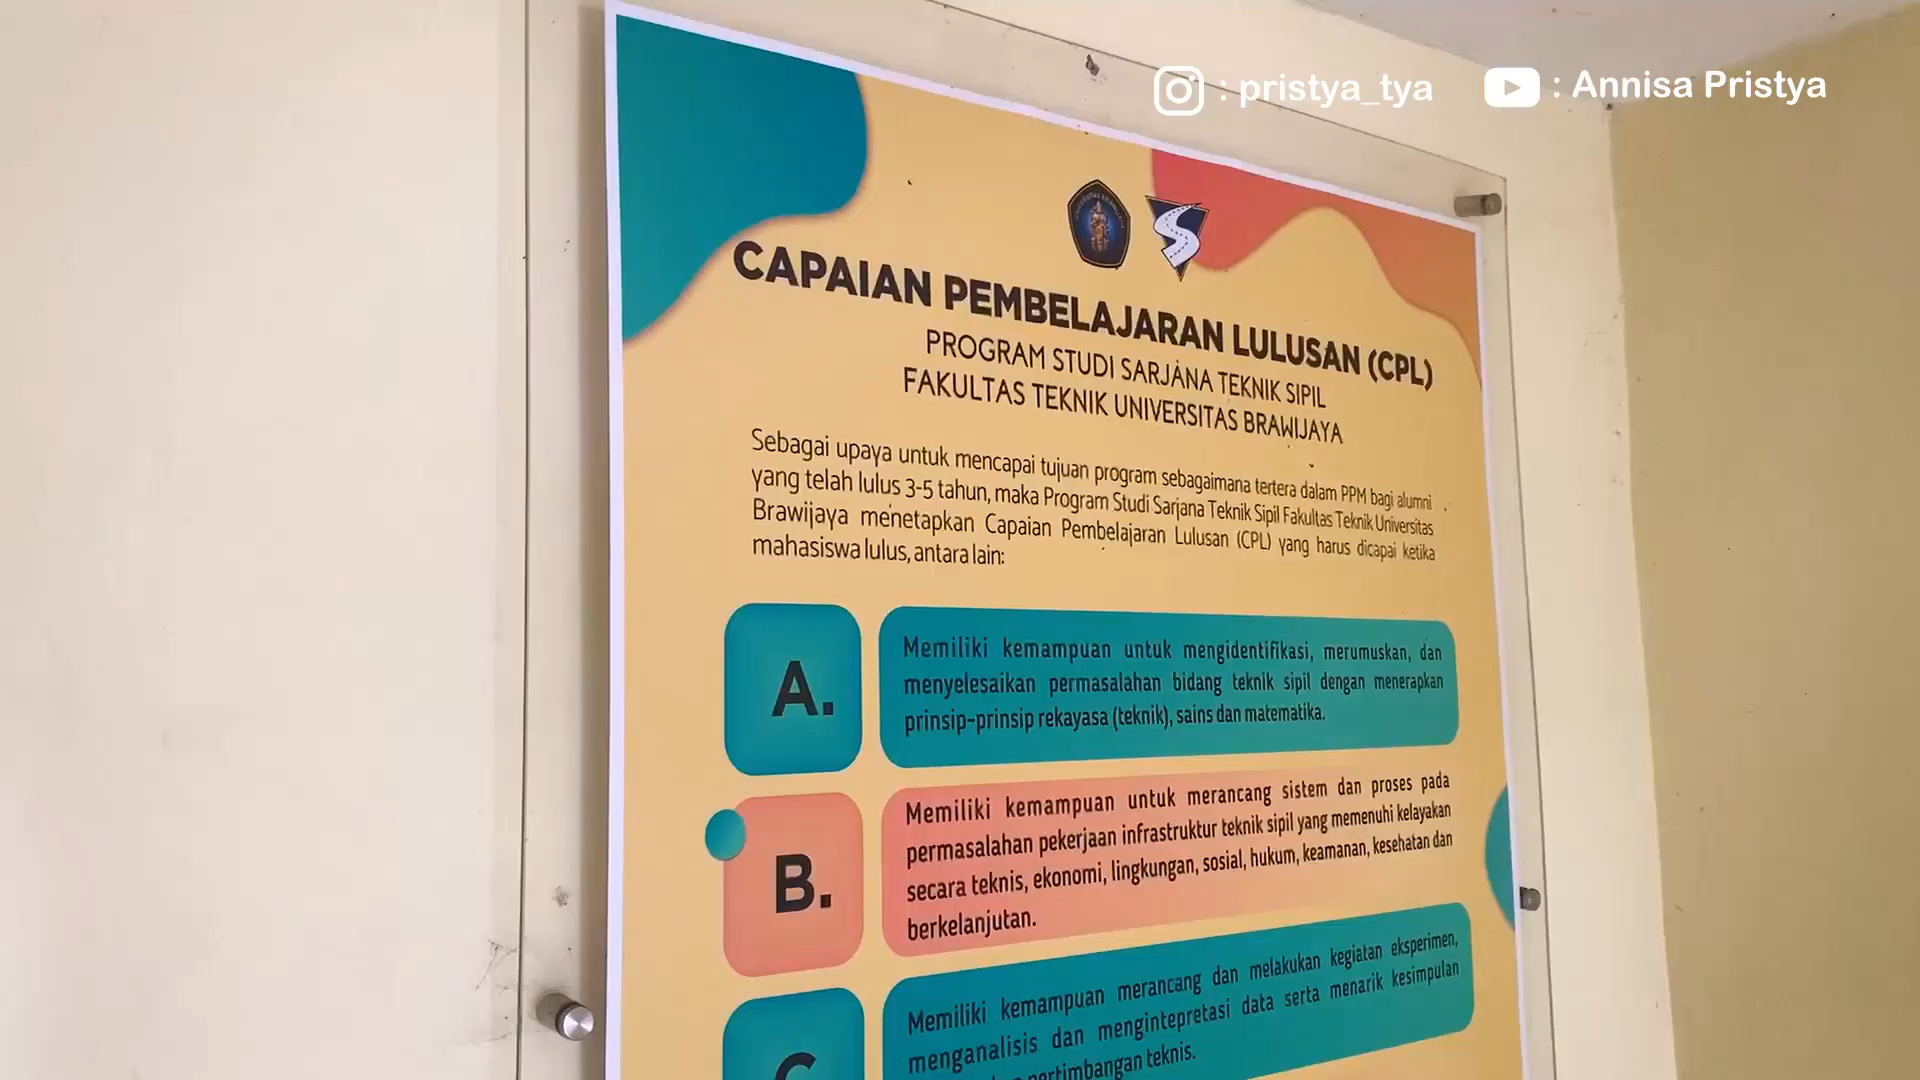 : pristya_tya
: Annisa Pristya
CAPAIAN PEMBELAJARAN LULUSAN (CPL)
PROGRAM STUDI SARJANA TEKNIK SIPIL
FAKULTAS TEKNIK UNIVERSITAS BRAWIJAYA
Sebagai upaya untuk mencapai tujuan program sebagaimana tertera dalam PPM bagi alumni
yang telah lulus 3-5 tahun, maka Program Studi Sarjana Teknik Sipil Fakultas Teknik Universitas
Brawijaya menetapkan Capaian Pembelajaran Lulusan (CPL) yang harus dicapai ketika
mahasiswa lulus, antara lain:
A.
Memiliki kemampuan untuk mengidentifikasi, merumuskan, dan
menyelesaikan permasalahan bidang teknik sipil dengan menerapkan
prinsip-prinsip rekayasa (teknik), sains dan matematika.
B.
Memiliki kemampuan untuk merancang sistem dan proses pada
permasalahan pekerjaan infrastruktur teknik sipil yang memenuhi kelayakan
secara teknis, ekonomi, lingkungan, sosial, hukum, keamanan, kesehatan dan
berkelanjutan.
C
Memiliki kemampuan merancang dan melakukan kegiatan eksperimen,
menganalisis dan mengintepretasi data serta menarik kesimpulan
pertimbangan teknis.